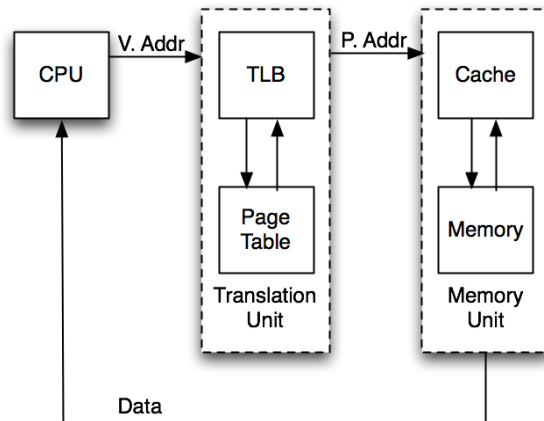 V. Addr
P. Addr
CPU
TLB
Cache
Page
Table
Memory
Translation
Unit
Memory
Unit
Data